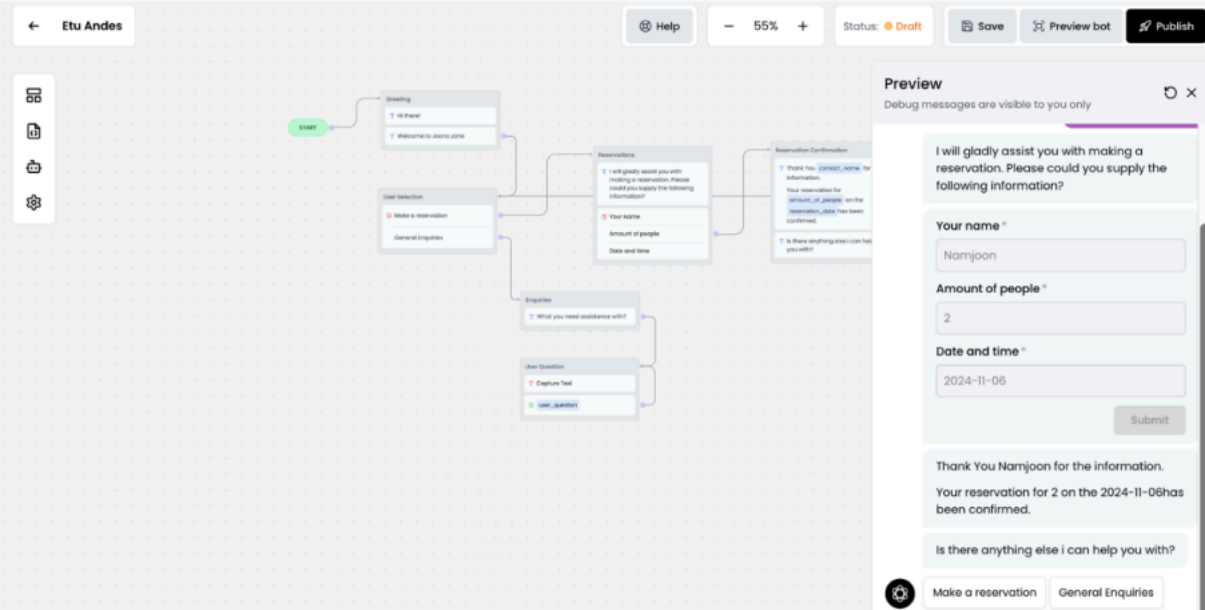 Etu Andes
Help
55%
Status: Draft
Save
Preview bot
Publish
START
Greeting
Hi there!
Welcome to Joana zone
User Selection
Make a reservation
General Enquiries
Reservations
I will gladly assist you with
making a reservation. Please
could you supply the
following information?
Your name
Amount of people
Date and time
Reservation Confirmation
Thank You contact_name for
information.
Your reservation for
amount_of_people on the
reservation_date has been
confirmed.
Is there anything else i can help
you with?
Enquiries
What you need assistance with?
User Question
Capture Text
user_question
Preview
Debug messages are visible to you only
I will gladly assist you with making a
reservation. Please could you supply the
following information?
Your name *
Namjoon
Amount of people *
2
Date and time *
2024-11-06
Submit
Thank You Namjoon for the information.
Your reservation for 2 on the 2024-11-06has
been confirmed.
Is there anything else i can help you with?
Make a reservation
General Enquiries